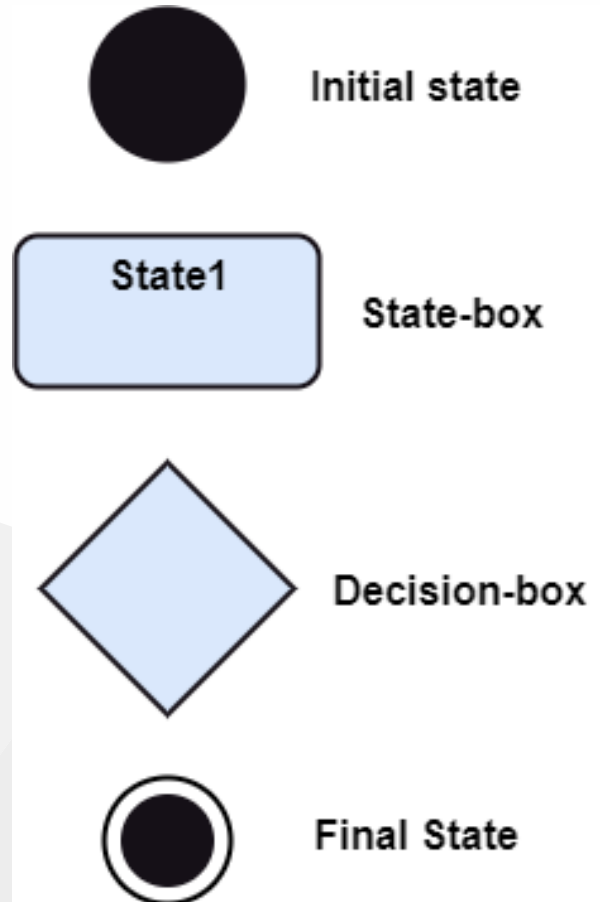 Initial state
State1
State-box
Decision-box
Final State